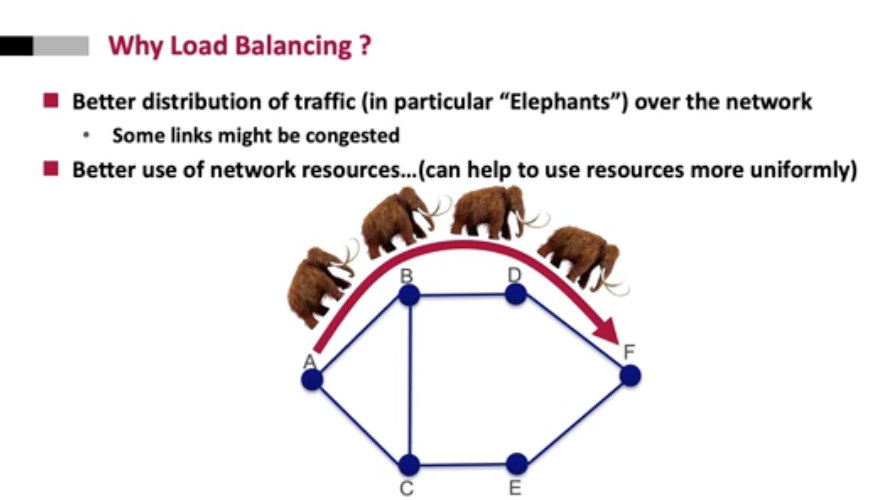 Why Load Balancing ?
Better distribution of traffic (in particular “Elephants”) over the network
Some links might be congested
Better use of network resources...(can help to use resources more uniformly)
B
D
A
F
C
E